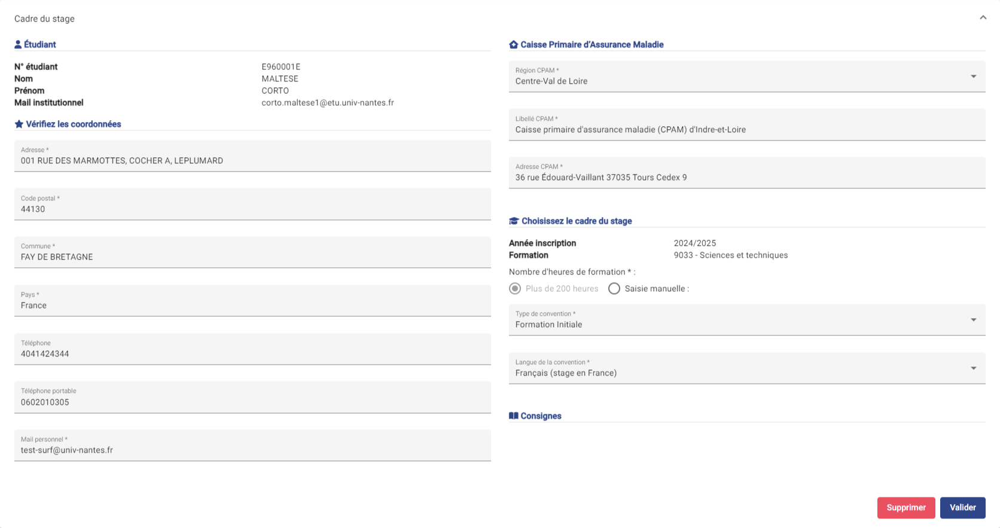 Cadre du stage
Étudiant
N° étudiant E960001E
Nom MALTESE
Prénom CORTO
Mail institutionnel corto.maltese1@etu.univ-nantes.fr
Vérifiez les coordonnées
Adresse *
001 RUE DES MARMOTTES, COCHER A, LEPLUMARD
Code postal *
44130
Commune *
FAY DE BRETAGNE
Pays *
France
Téléphone
4041424344
Téléphone portable
0602010305
Mail personnel *
test-surf@univ-nantes.fr
Caisse Primaire d'Assurance Maladie
Région CPAM *
Centre-Val de Loire
Libellé CPAM *
Caisse primaire d'assurance maladie (CPAM) d'Indre-et-Loire
Adresse CPAM *
36 rue Édouard-Vaillant 37035 Tours Cedex 9
Choisissez le cadre du stage
Année inscription 2024/2025
Formation 9033 - Sciences et techniques
Nombre d'heures de formation * :
Plus de 200 heures Saisie manuelle :
Type de convention *
Formation Initiale
Langue de la convention *
Français (stage en France)
Consignes
Supprimer Valider